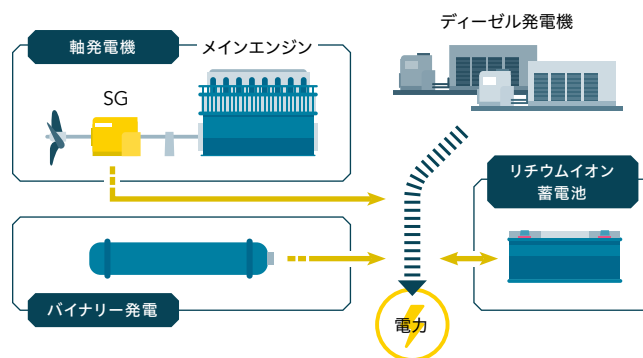 ディーゼル発電機
軸発電機
メインエンジン
SG
リチウムイオン
蓄電池
バイナリー発電
電力